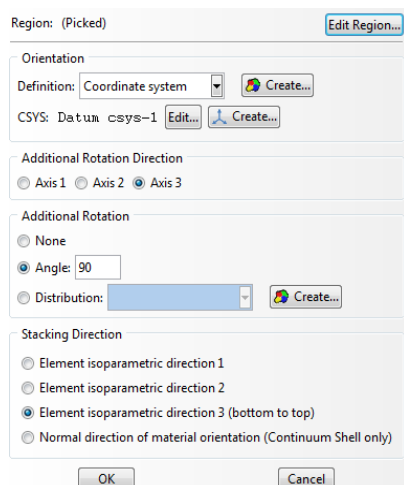 Region: (Picked) Edit Region...
Orientation
Definition: Coordinate system Create...
CSYS: Datum csys-1 Edit... Create...
Additional Rotation Direction
Axis 1 Axis 2 Axis 3
Additional Rotation
None
Angle: 90
Distribution: Create...
Stacking Direction
Element isoparametric direction 1
Element isoparametric direction 2
Element isoparametric direction 3 (bottom to top)
Normal direction of material orientation (Continuum Shell only)
OK Cancel